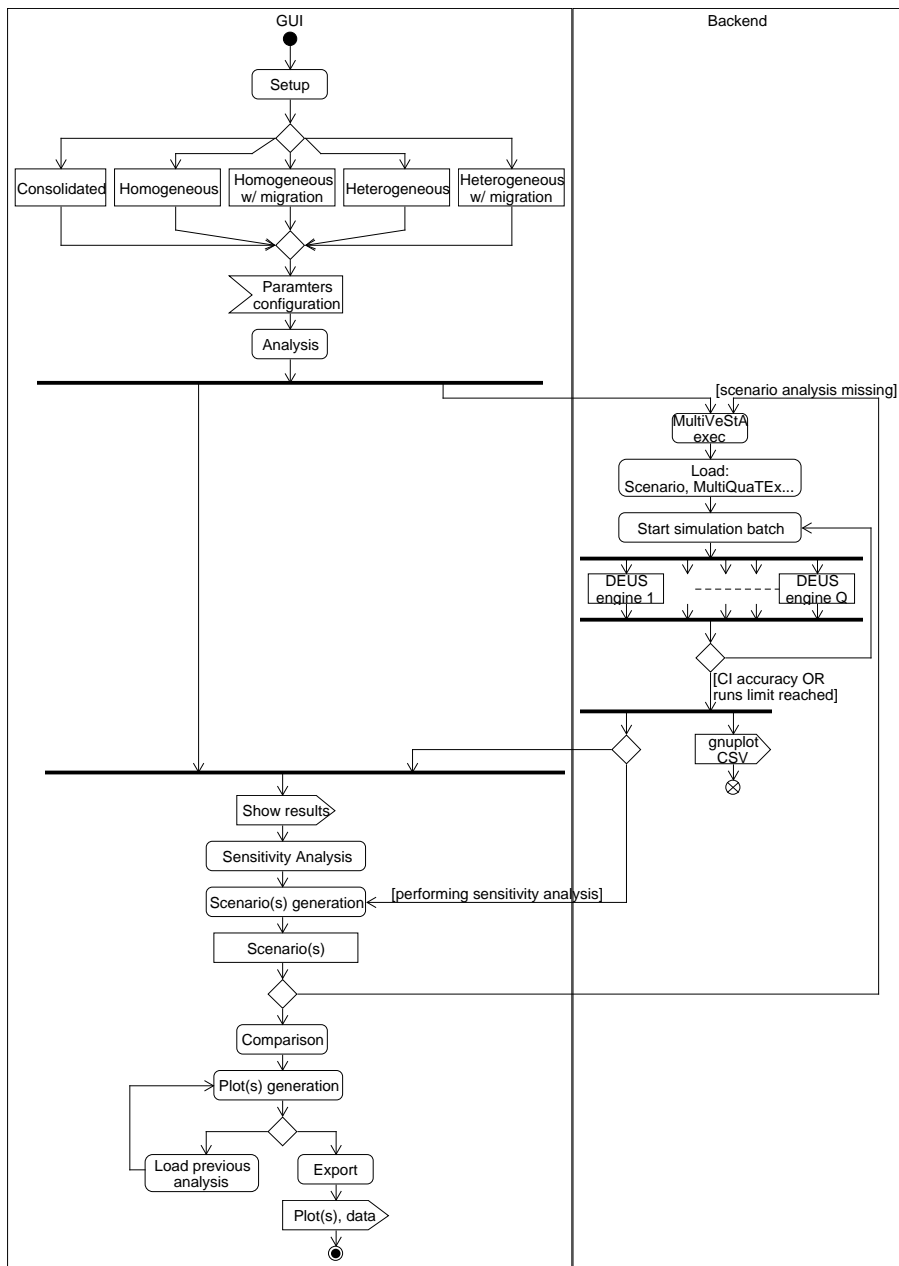 GUI
Backend
Setup
Consolidated
Homogeneous
Homogeneous
w/ migration
Heterogeneous
Heterogeneous
w/ migration
Paramters
configuration
Analysis
[scenario analysis missing]
MultiVeStA
exec
Load:
Scenario, MultiQuaTEx...
Start simulation batch
DEUS
engine 1
DEUS
engine Q
[CI accuracy OR
runs limit reached]
gnuplot
CSV
Show results
Sensitivity Analysis
[performing sensitivity analysis]
Scenario(s) generation
Scenario(s)
Comparison
Plot(s) generation
Load previous
analysis
Export
Plot(s), data